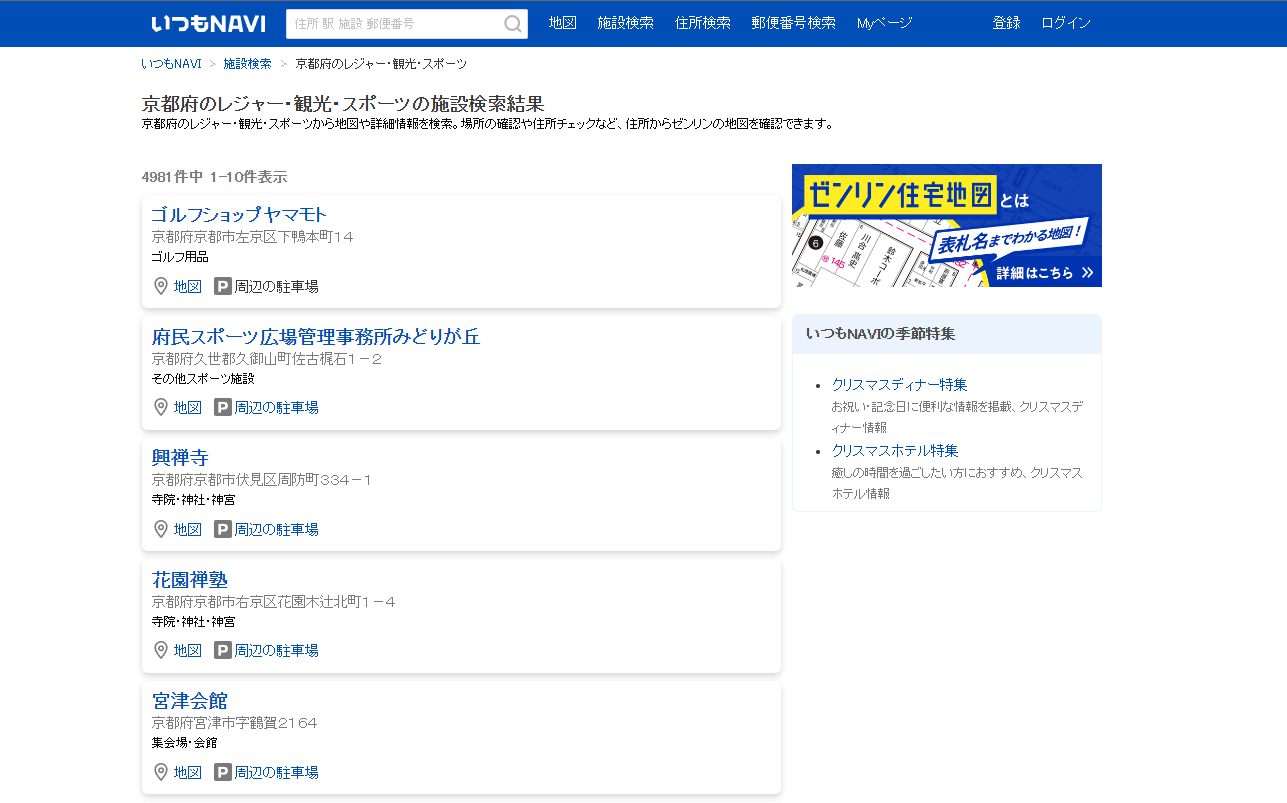 いつもNAVI
住所 駅 施設 郵便番号
地図 施設検索 住所検索 郵便番号検索 Myページ 登録 ログイン
いつもNAVI > 施設検索 > 京都府のレジャー・観光・スポーツ
京都府のレジャー・観光・スポーツの施設検索結果
京都府のレジャー・観光・スポーツから地図や詳細情報を検索。場所の確認や住所チェックなど、住所からゼンリンの地図を確認できます。
4981件中 1-10件表示
ゴルフショップヤマモト
京都府京都市左京区下鴨本町14
ゴルフ用品
地図 P 周辺の駐車場
府民スポーツ広場管理事務所みどりが丘
京都府久世郡久御山町佐古梶石1-2
その他スポーツ施設
地図 P 周辺の駐車場
興禅寺
京都府京都市伏見区周防町334-1
寺院・神社・神宮
地図 P 周辺の駐車場
花園禅塾
京都府京都市右京区花園木辻北町1-4
寺院・神社・神宮
地図 P 周辺の駐車場
宮津会館
京都府宮津市字鶴賀2164
集会場・会館
地図 P 周辺の駐車場
ゼンリン住宅地図とは
表札名までわかる地図!
6
145
佐藤
川合高史
鈴木コーポ
詳細はこちら »
いつもNAVIの季節特集
クリスマスディナー特集
お祝い・記念日に便利な情報を掲載、クリスマスデ
ィナー情報
クリスマスホテル特集
癒しの時間を過ごしたい方におすすめ、クリスマス
ホテル情報